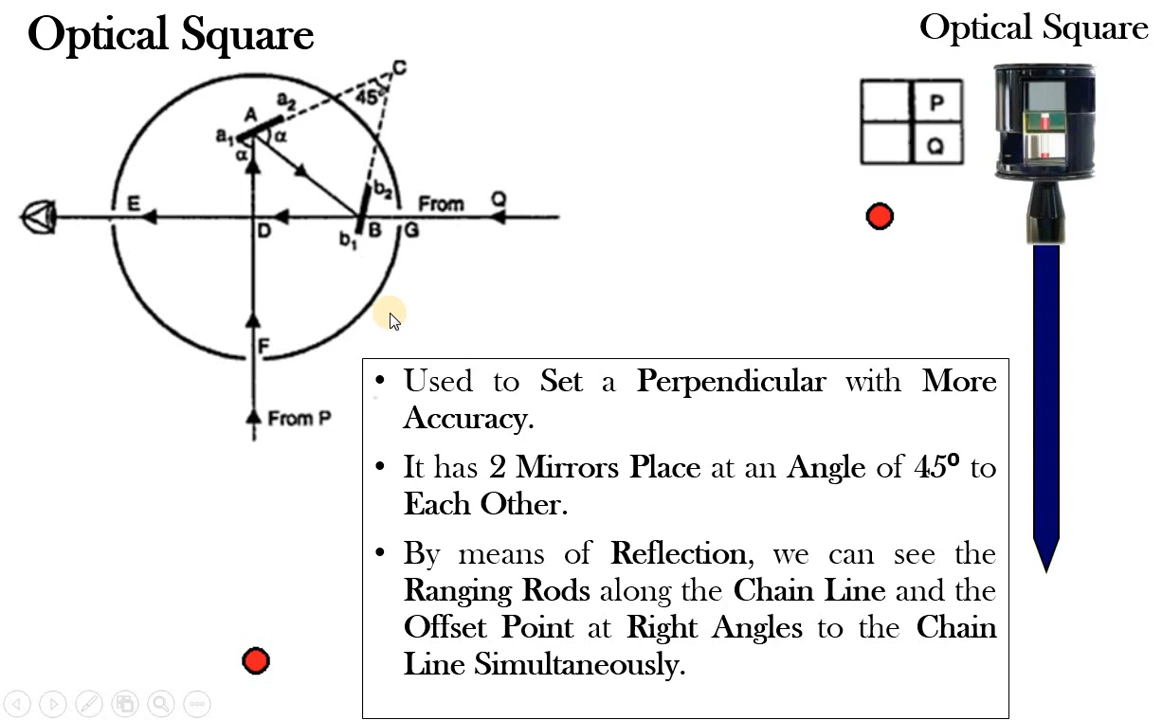 Optical Square
Optical Square
C
45°
A
a₂
a₁
α
α
b₂
E
From Q
D
B
G
b₁
F
From P
P
Q
• Used to Set a Perpendicular with More
Accuracy.
• It has 2 Mirrors Place at an Angle of 45º to
Each Other.
• By means of Reflection, we can see the
Ranging Rods along the Chain Line and the
Offset Point at Right Angles to the Chain
Line Simultaneously.